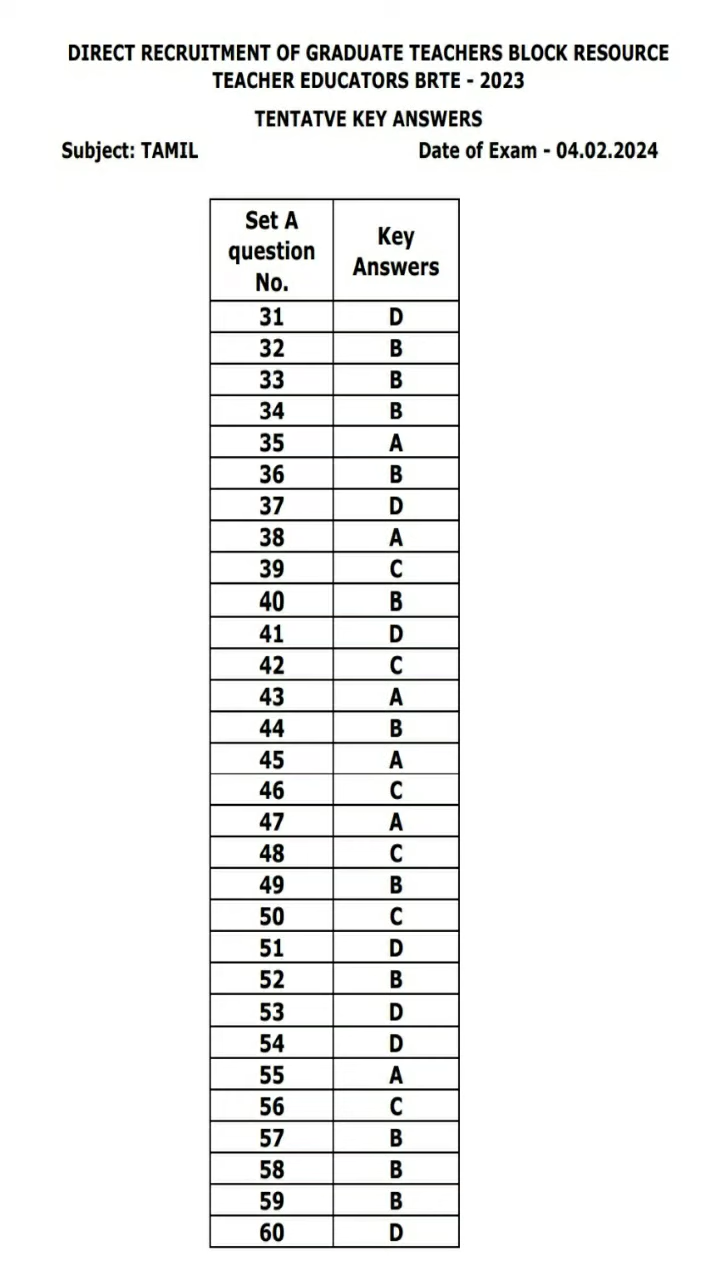 DIRECT RECRUITMENT OF GRADUATE TEACHERS BLOCK RESOURCE
TEACHER EDUCATORS BRTE - 2023
TENTATVE KEY ANSWERS
Subject: TAMIL Date of Exam - 04.02.2024
Set A question No. Key Answers
31 D
32 B
33 B
34 B
35 A
36 B
37 D
38 A
39 C
40 B
41 D
42 C
43 A
44 B
45 A
46 C
47 A
48 C
49 B
50 C
51 D
52 B
53 D
54 D
55 A
56 C
57 B
58 B
59 B
60 D